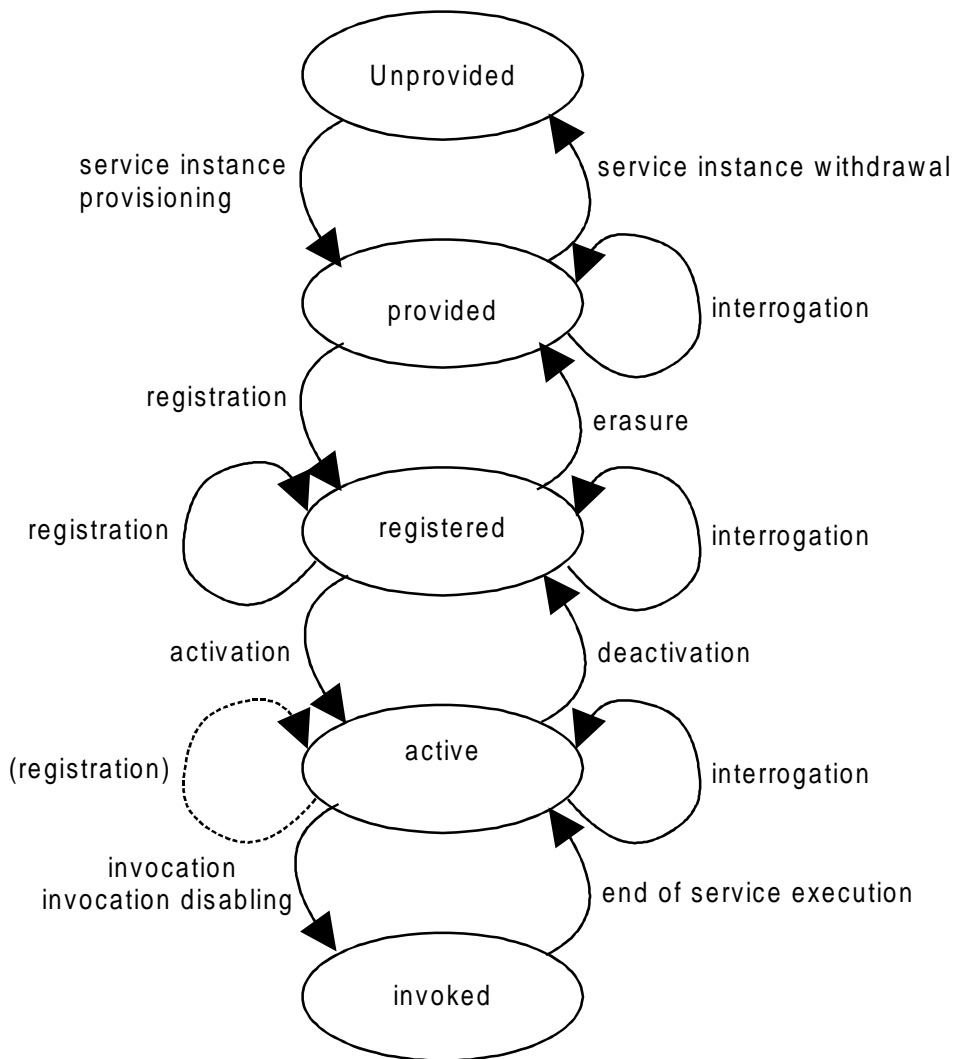 Unprovided
service instance
provisioning
service instance withdrawal
provided
interrogation
registration
erasure
registration
registered
interrogation
activation
deactivation
(registration)
active
interrogation
invocation
invocation disabling
end of service execution
invoked